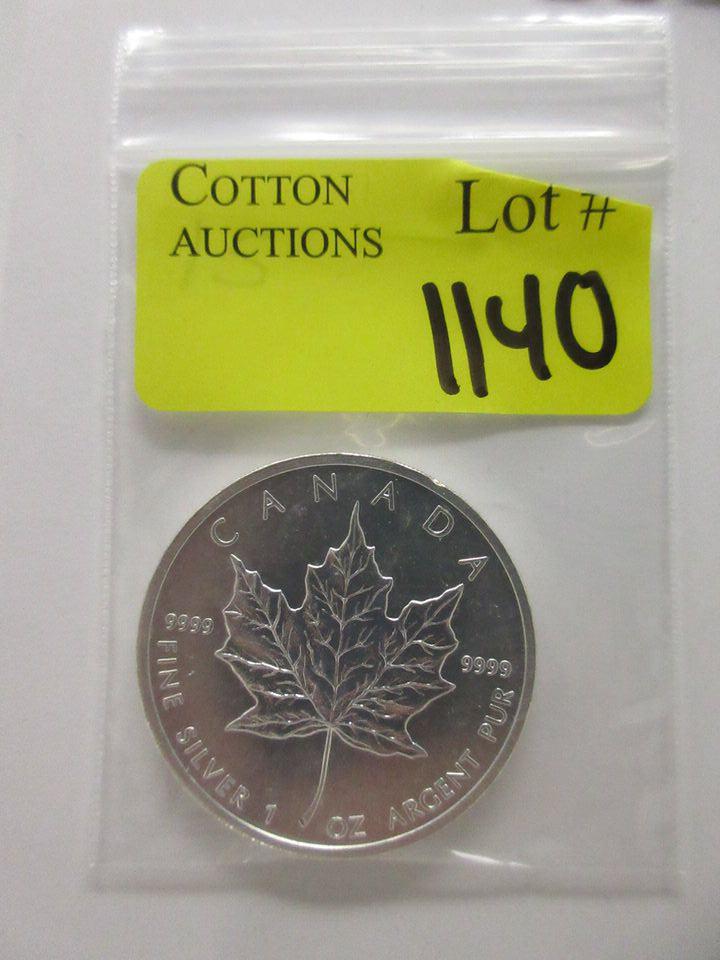 COTTON
AUCTIONS
Lot #
1140
CANADA
9999
9999
FINE SILVER 1 OZ ARGENT PUR